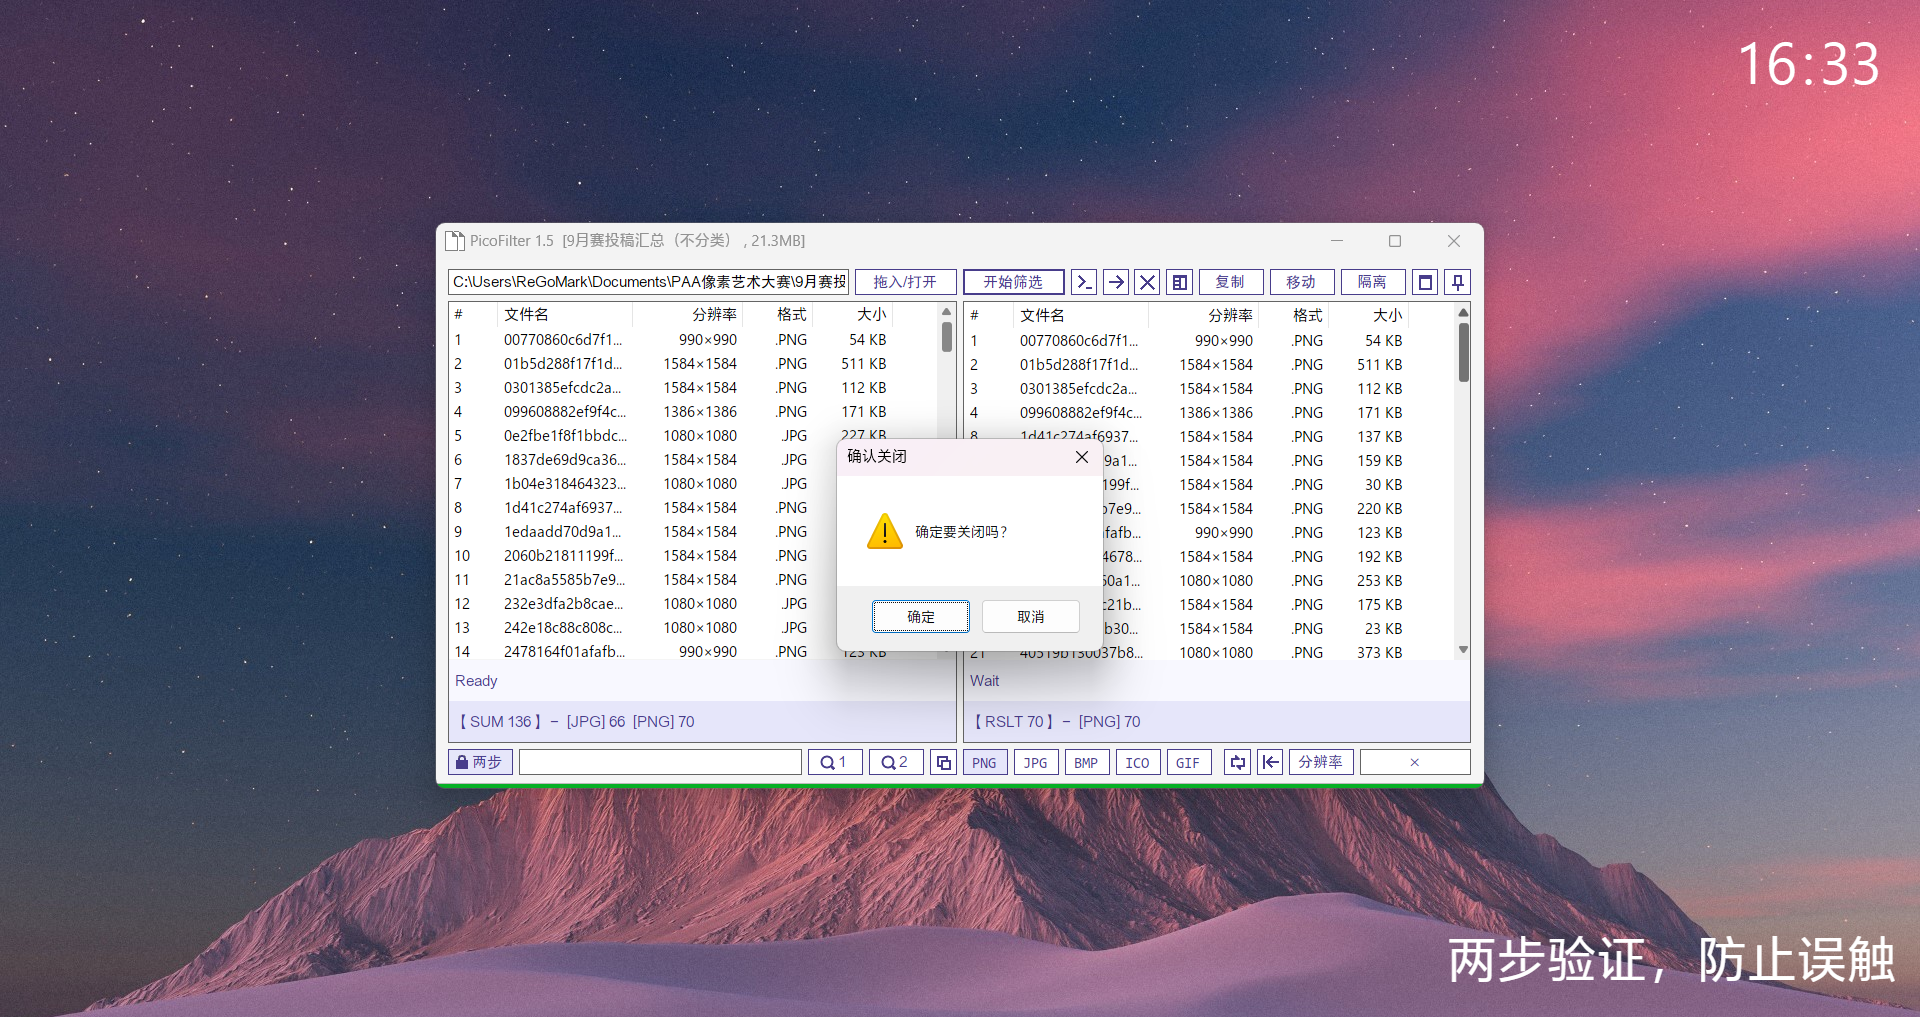 16:33
PicoFilter 1.5 [9月赛投稿汇总（不分类），21.3MB]
C:\Users\ReGoMark\Documents\PAA像素艺术大赛\9月赛投 拖入/打开 开始筛选 复制 移动 隔离
# 文件名 分辨率 格式 大小 # 文件名 分辨率 格式 大小
1 00770860c6d7f1... 990×990 .PNG 54 KB 1 00770860c6d7f1... 990×990 .PNG 54 KB
2 01b5d288f17f1d... 1584×1584 .PNG 511 KB 2 01b5d288f17f1d... 1584×1584 .PNG 511 KB
3 0301385efcdc2a... 1584×1584 .PNG 112 KB 3 0301385efcdc2a... 1584×1584 .PNG 112 KB
4 099608882ef9f4c... 1386×1386 .PNG 171 KB 4 099608882ef9f4c... 1386×1386 .PNG 171 KB
5 0e2fbe1f8f1bbdc... 1080×1080 .JPG 227 KB 8 1d41c274af6937... 1584×1584 .PNG 137 KB
6 1837de69d9ca36... 1584×1584 .JPG 9a1... 1584×1584 .PNG 159 KB
7 1b04e318464323... 1080×1080 .JPG 199f... 1584×1584 .PNG 30 KB
8 1d41c274af6937... 1584×1584 .PNG b7e9... 1584×1584 .PNG 220 KB
9 1edaadd70d9a1... 1584×1584 .PNG afafb... 990×990 .PNG 123 KB
10 2060b21811199f... 1584×1584 .PNG 4678... 1584×1584 .PNG 192 KB
11 21ac8a5585b7e9... 1584×1584 .PNG 60a1... 1080×1080 .PNG 253 KB
12 232e3dfa2b8cae... 1080×1080 .JPG c21b... 1584×1584 .PNG 175 KB
13 242e18c88c808c... 1080×1080 .JPG b30... 1584×1584 .PNG 23 KB
14 2478164f01afafb... 990×990 .PNG 123 KB 21 40519b130037b8... 1080×1080 .PNG 373 KB
确认关闭
确定要关闭吗？
确定 取消
Ready Wait
【 SUM 136 】 － [JPG] 66 [PNG] 70 【 RSLT 70 】 － [PNG] 70
两步 1 2 PNG JPG BMP ICO GIF 分辨率 ×
两步验证，防止误触